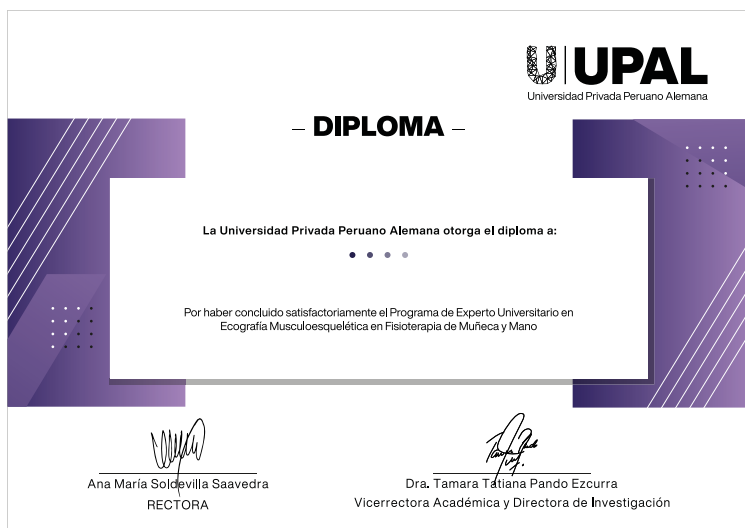 UPAL
Universidad Privada Peruano Alemana
– DIPLOMA –
La Universidad Privada Peruano Alemana otorga el diploma a:
Por haber concluido satisfactoriamente el Programa de Experto Universitario en
Ecografía Musculoesquelética en Fisioterapia de Muñeca y Mano
Ana María Soldevilla Saavedra
RECTORA
Dra. Tamara Tatiana Pando Ezcurra
Vicerrectora Académica y Directora de Investigación